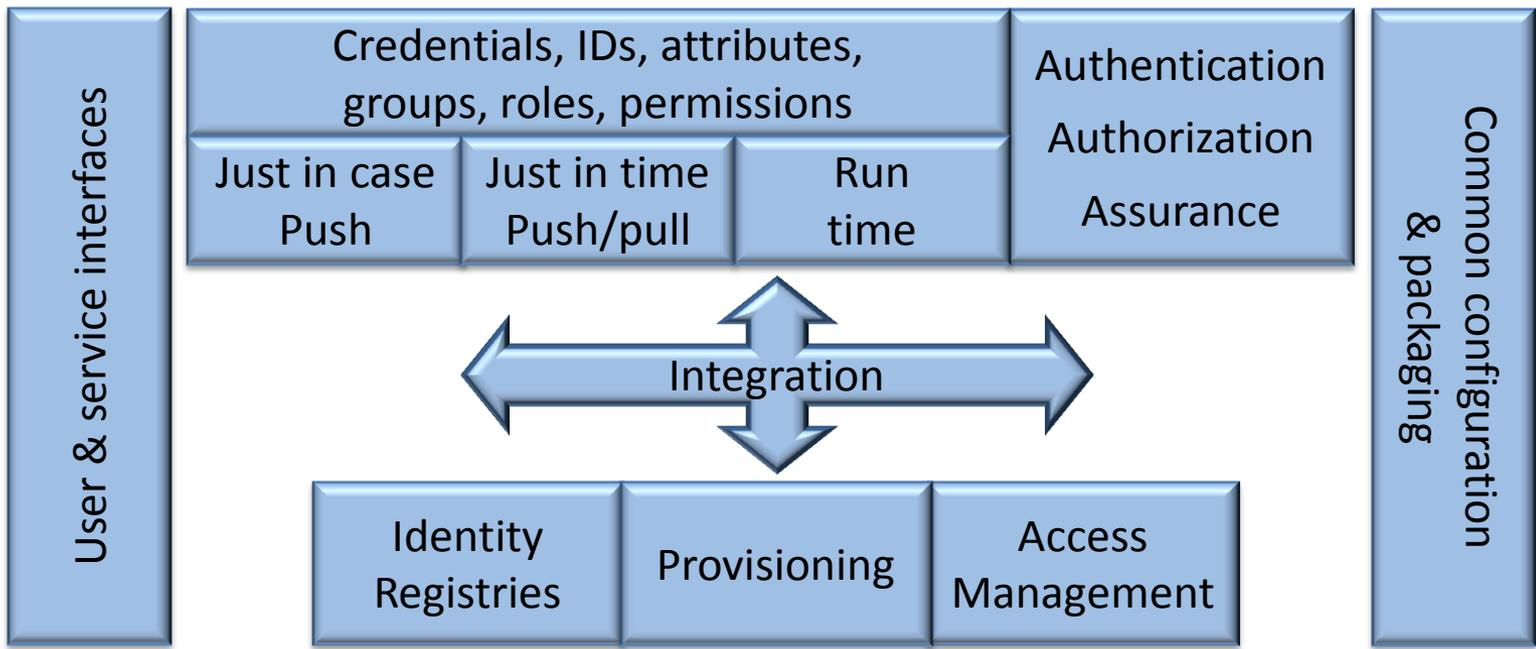 User & service interfaces
Credentials, IDs, attributes,
groups, roles, permissions
Just in case
Push
Just in time
Push/pull
Run
time
Authentication
Authorization
Assurance
Common configuration
& packaging
Integration
Identity
Registries
Provisioning
Access
Management